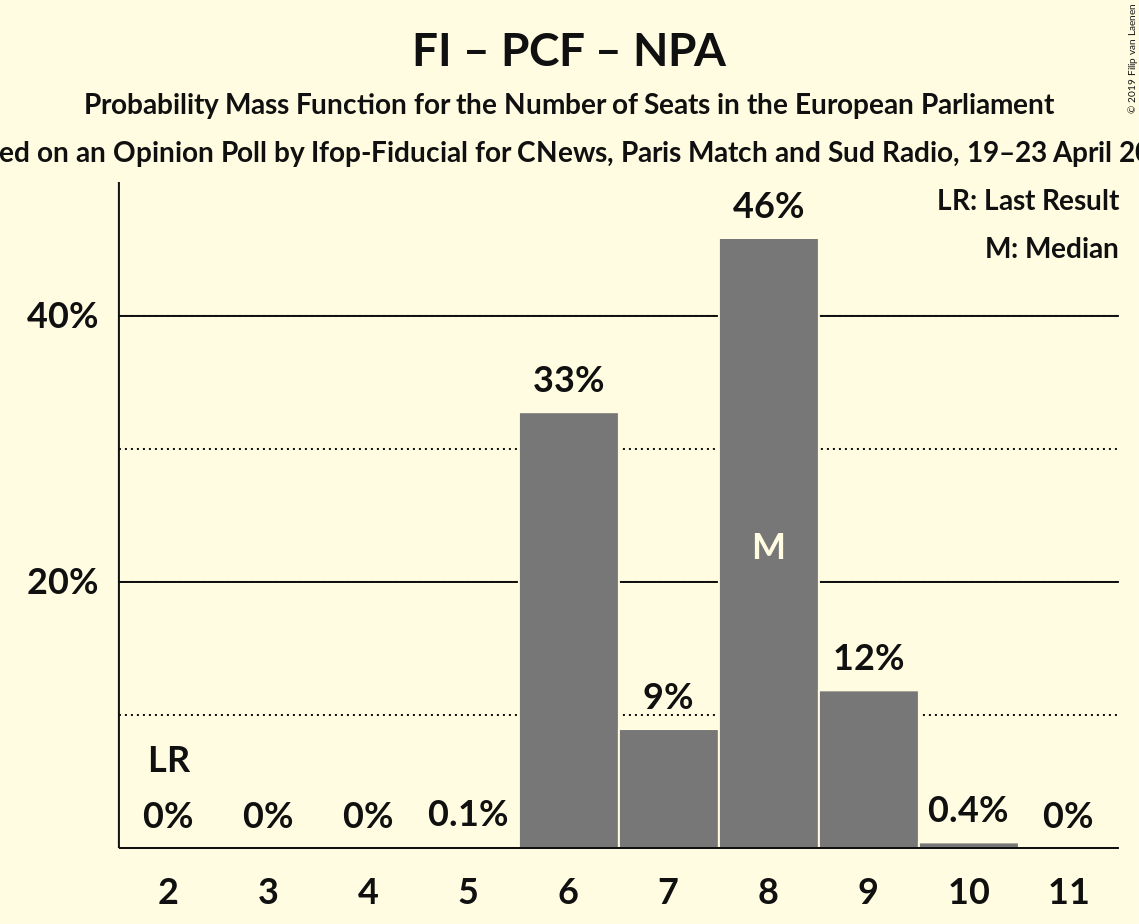 FI – PCF – NPA
Probability Mass Function for the Number of Seats in the European Parliament
on an Opinion Poll by Ifop-Fiducial for CNews, Paris Match and Sud Radio, 19–23 April
© 2019 Filip van Laenen
LR: Last Result
M: Median
46%
40%
33%
M
20%
12%
9%
LR
0% 0% 0% 0.1% 0.4% 0%
2 3 4 5 6 7 8 9 10 11